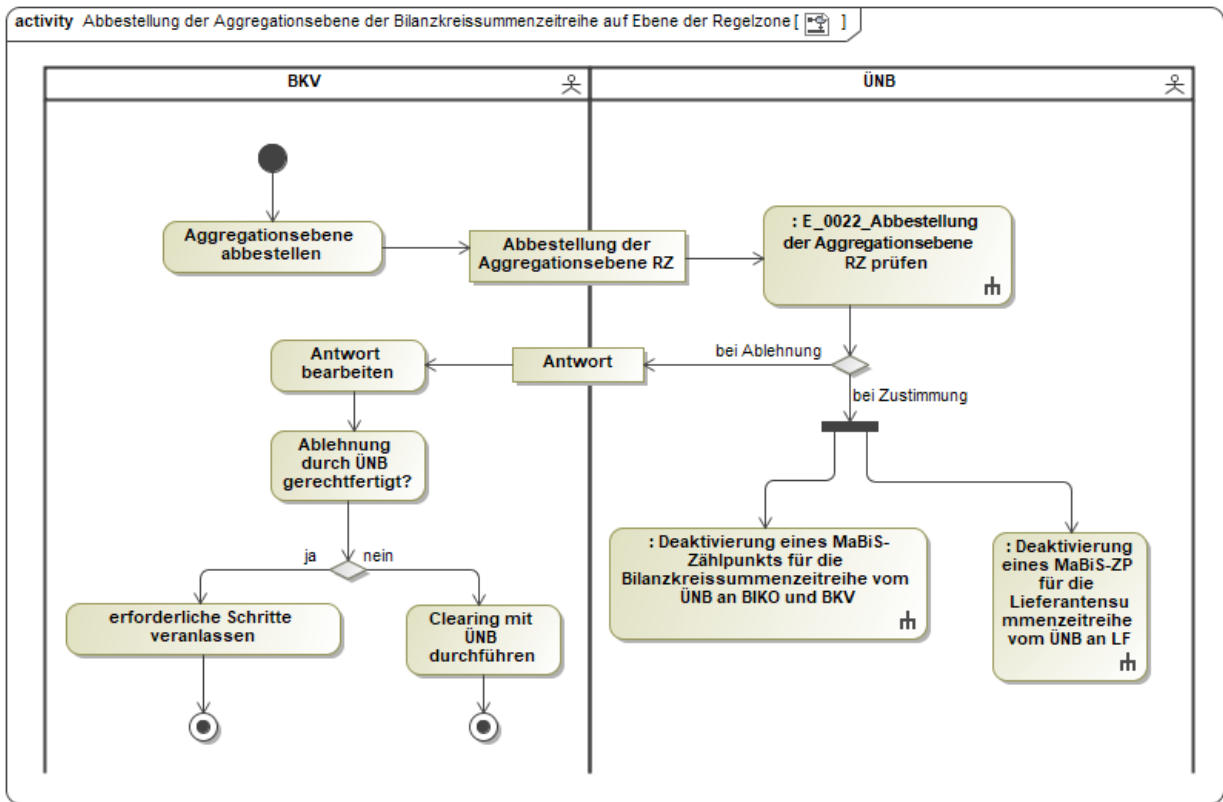 activity Abbestellung der Aggregationsebene der Bilanzkreissummenzeitreihe auf Ebene der Regelzone [ ]
BKV
ÜNB
Aggregationsebene
abbestellen
Abbestellung der
Aggregationsebene RZ
: E_0022_Abbestellung
der Aggregationsebene
RZ prüfen
Antwort
bearbeiten
Antwort
bei Ablehnung
bei Zustimmung
Ablehnung
durch ÜNB
gerechtfertigt?
ja
nein
: Deaktivierung eines MaBiS-
Zählpunkts für die
Bilanzkreissummenzeitreihe vom
ÜNB an BIKO und BKV
: Deaktivierung
eines MaBiS-ZP
für die
Lieferantensu
mmenzeitreihe
vom ÜNB an LF
erforderliche Schritte
veranlassen
Clearing mit
ÜNB
durchführen